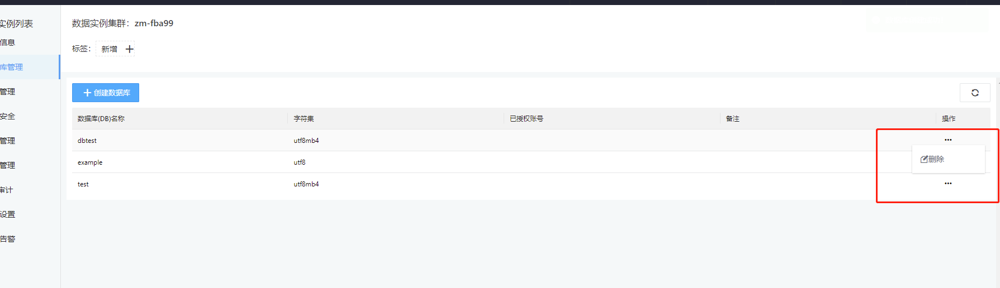 实例列表
信息
库管理
管理
安全
管理
管理
审计
设置
告警
数据实例集群：zm-fba99
标签： 新增
创建数据库
数据库(DB)名称 字符集 已授权账号 备注 操作
dbtest utf8mb4 ···
删除
example utf8
test utf8mb4 ···